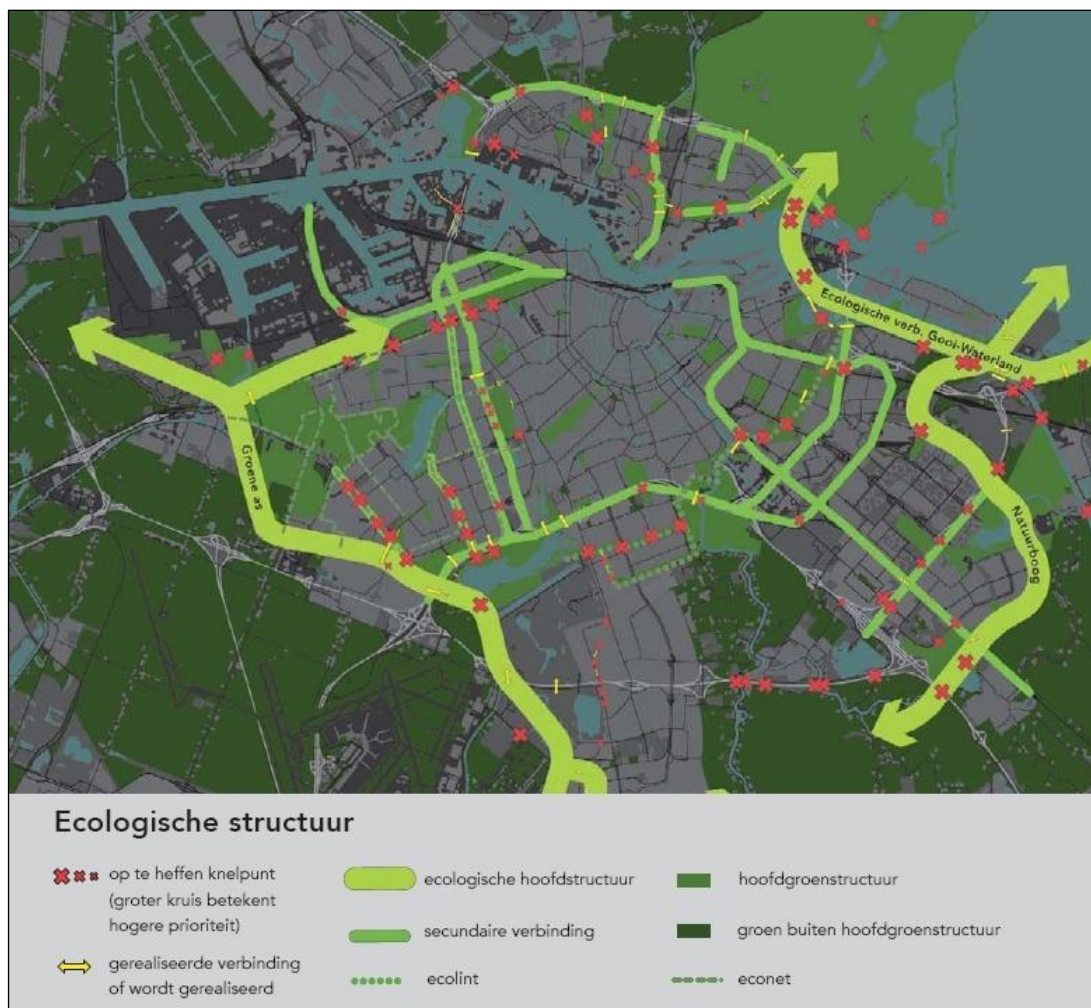 Ecologische verb. Gooi-Waterland
Groene as
Natuurboog
Ecologische structuur
op te heffen knelpunt
(groter kruis betekent
hogere prioriteit)
gerealiseerde verbinding
of wordt gerealiseerd
ecologische hoofdstructuur
secundaire verbinding
ecolint
hoofdgroenstructuur
groen buiten hoofdgroenstructuur
econet